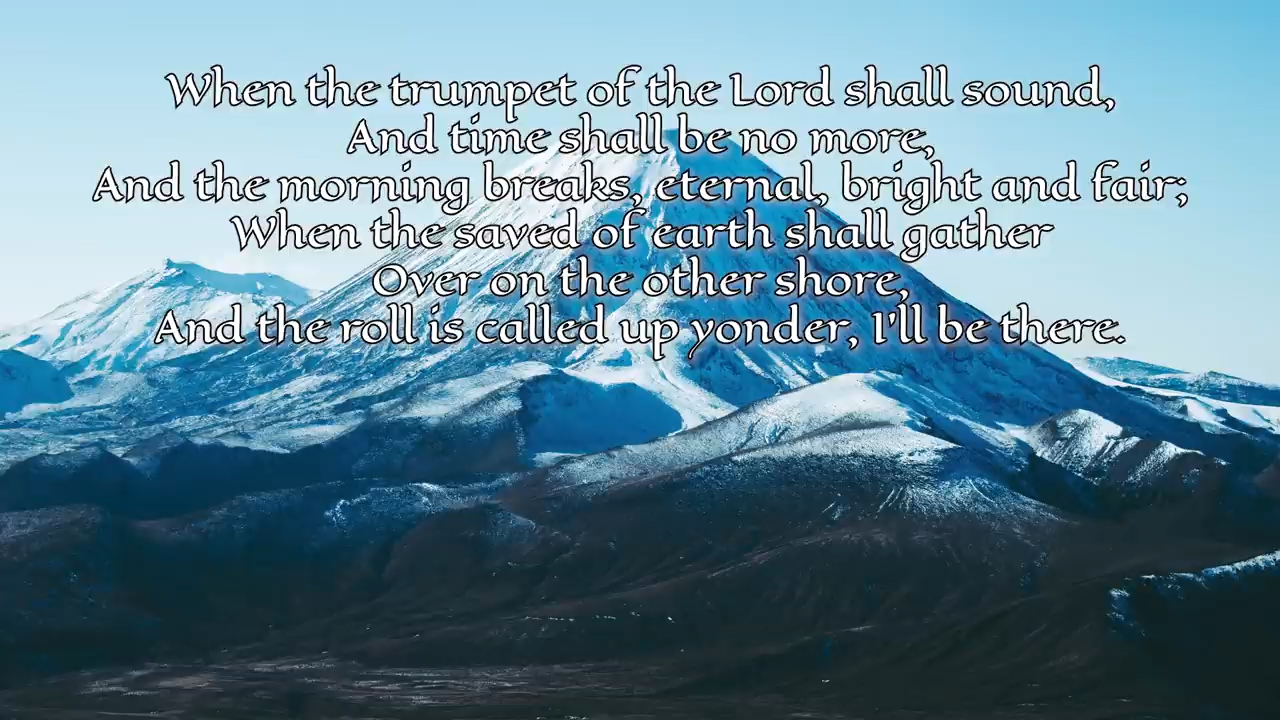 When the trumpet of the Lord shall sound,
And time shall be no more,
And the morning breaks, eternal, bright and fair;
When the saved of earth shall gather
Over on the other shore,
And the roll is called up yonder, I'll be there.